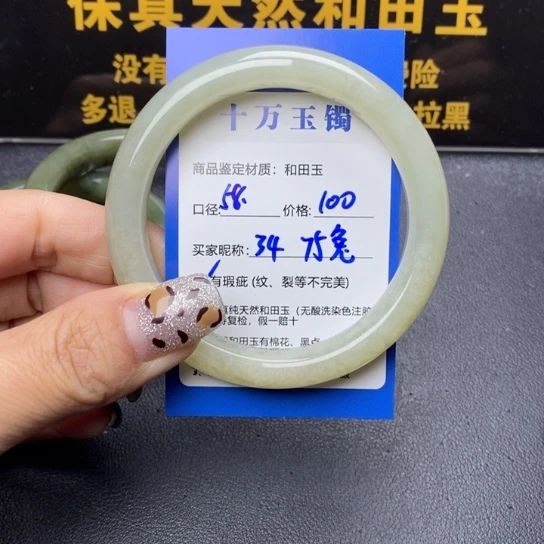 保真天然和田玉
没有
险
多退
拉黑
十万玉镯
商品鉴定材质：和田玉
口径: 58. 价格: 100
买家昵称: 34 75兔
有瑕疵 (纹、裂等不完美)
真纯天然和田玉（无酸洗染色注胶
复检，假一赔十
和田玉有棉花、黑点